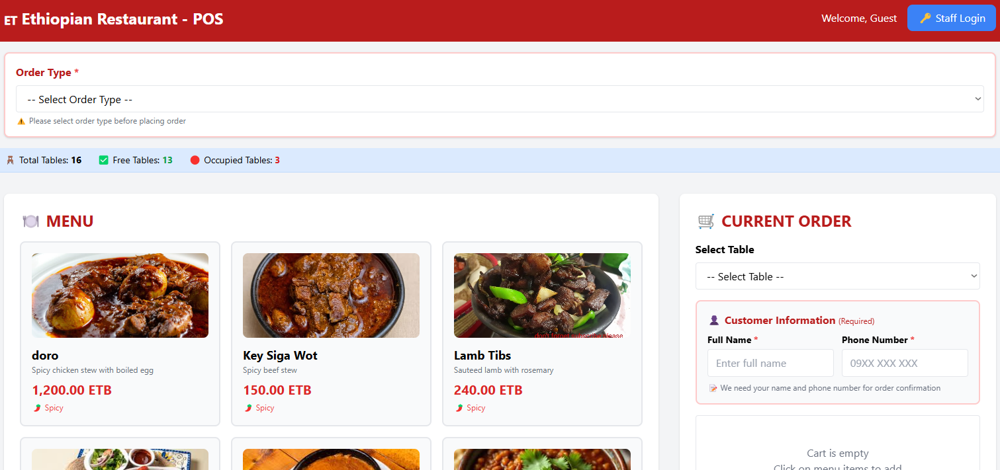 ET Ethiopian Restaurant - POS
Welcome, Guest
🔑 Staff Login
Order Type *
-- Select Order Type --
⚠️ Please select order type before placing order
🪑 Total Tables: 16
✅ Free Tables: 13
🔴 Occupied Tables: 3
🍽️ MENU
doro
Spicy chicken stew with boiled egg
1,200.00 ETB
🌶️ Spicy
Key Siga Wot
Spicy beef stew
150.00 ETB
🌶️ Spicy
don't forget subscribe please
Lamb Tibs
Sauteed lamb with rosemary
240.00 ETB
🌶️ Spicy
🛒 CURRENT ORDER
Select Table
-- Select Table --
👤 Customer Information (Required)
Full Name *
Enter full name
Phone Number *
09XX XXX XXX
📝 We need your name and phone number for order confirmation
Cart is empty
Click on menu items to add